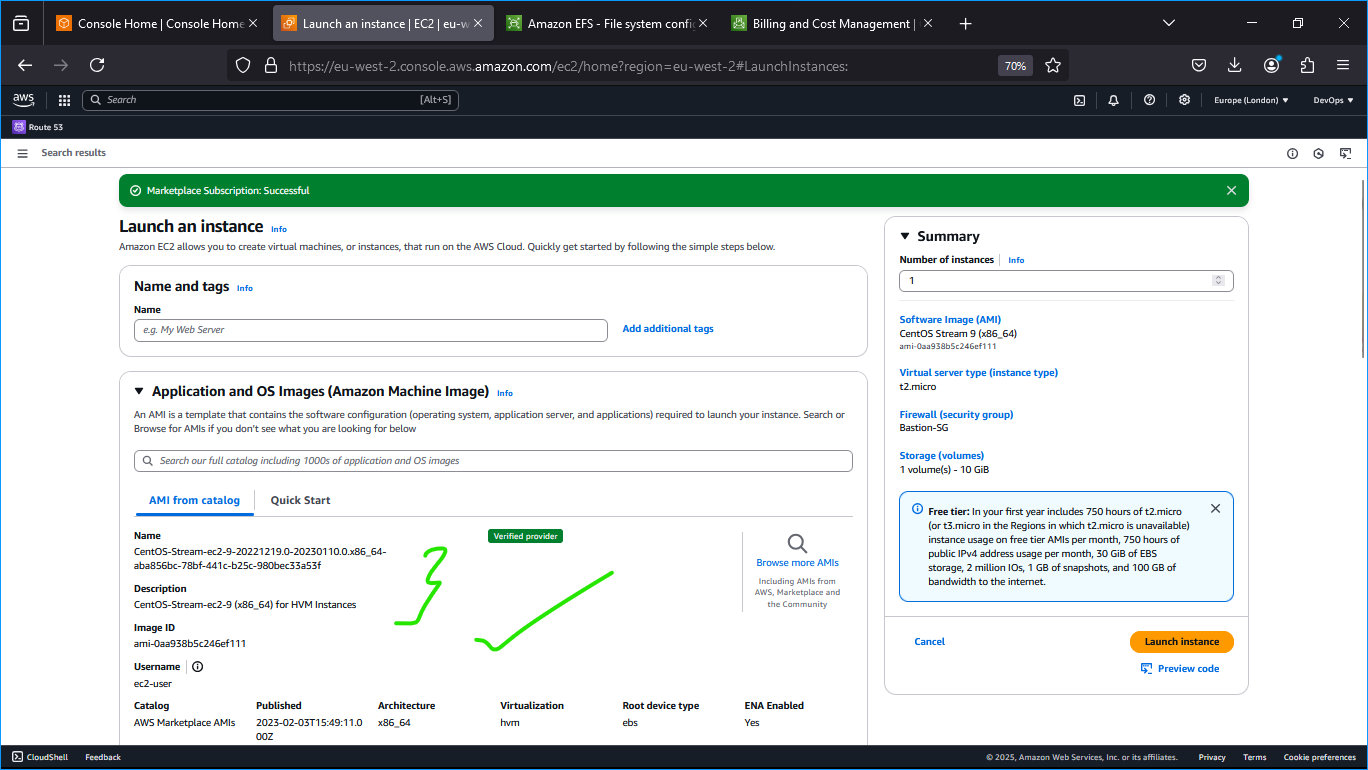 Console Home | Console Home
Launch an instance | EC2 | eu-w
Amazon EFS - File system config
Billing and Cost Management |
https://eu-west-2.console.aws.amazon.com/ec2/home?region=eu-west-2#LaunchInstances:
70%
aws
Search
[Alt+S]
Europe (London)
DevOps
Route 53
Search results
Marketplace Subscription: Successful
Launch an instance Info
Amazon EC2 allows you to create virtual machines, or instances, that run on the AWS Cloud. Quickly get started by following the simple steps below.
Name and tags Info
Name
e.g. My Web Server
Add additional tags
Application and OS Images (Amazon Machine Image) Info
An AMI is a template that contains the software configuration (operating system, application server, and applications) required to launch your instance. Search or
Browse for AMIs if you don't see what you are looking for below
Search our full catalog including 1000s of application and OS images
AMI from catalog
Quick Start
Name
Verified provider
CentOS-Stream-ec2-9-20221219.0-20230110.0.x86_64-
aba856bc-78bf-441c-b25c-980bec33a53f
Description
CentOS-Stream-ec2-9 (x86_64) for HVM Instances
Image ID
ami-0aa938b5c246ef111
Username
ec2-user
Browse more AMIs
Including AMIs from
AWS, Marketplace and
the Community
Catalog Published Architecture Virtualization Root device type ENA Enabled
AWS Marketplace AMIs 2023-02-03T15:49:11.0 x86_64 hvm ebs Yes
00Z
Summary
Number of instances Info
1
Software Image (AMI)
CentOS Stream 9 (x86_64)
ami-0aa938b5c246ef111
Virtual server type (instance type)
t2.micro
Firewall (security group)
Bastion-SG
Storage (volumes)
1 volume(s) - 10 GiB
Free tier: In your first year includes 750 hours of t2.micro
(or t3.micro in the Regions in which t2.micro is unavailable)
instance usage on free tier AMIs per month, 750 hours of
public IPv4 address usage per month, 30 GiB of EBS
storage, 2 million IOs, 1 GB of snapshots, and 100 GB of
bandwidth to the internet.
Cancel
Launch instance
Preview code
CloudShell
Feedback
© 2025, Amazon Web Services, Inc. or its affiliates.
Privacy
Terms
Cookie preferences